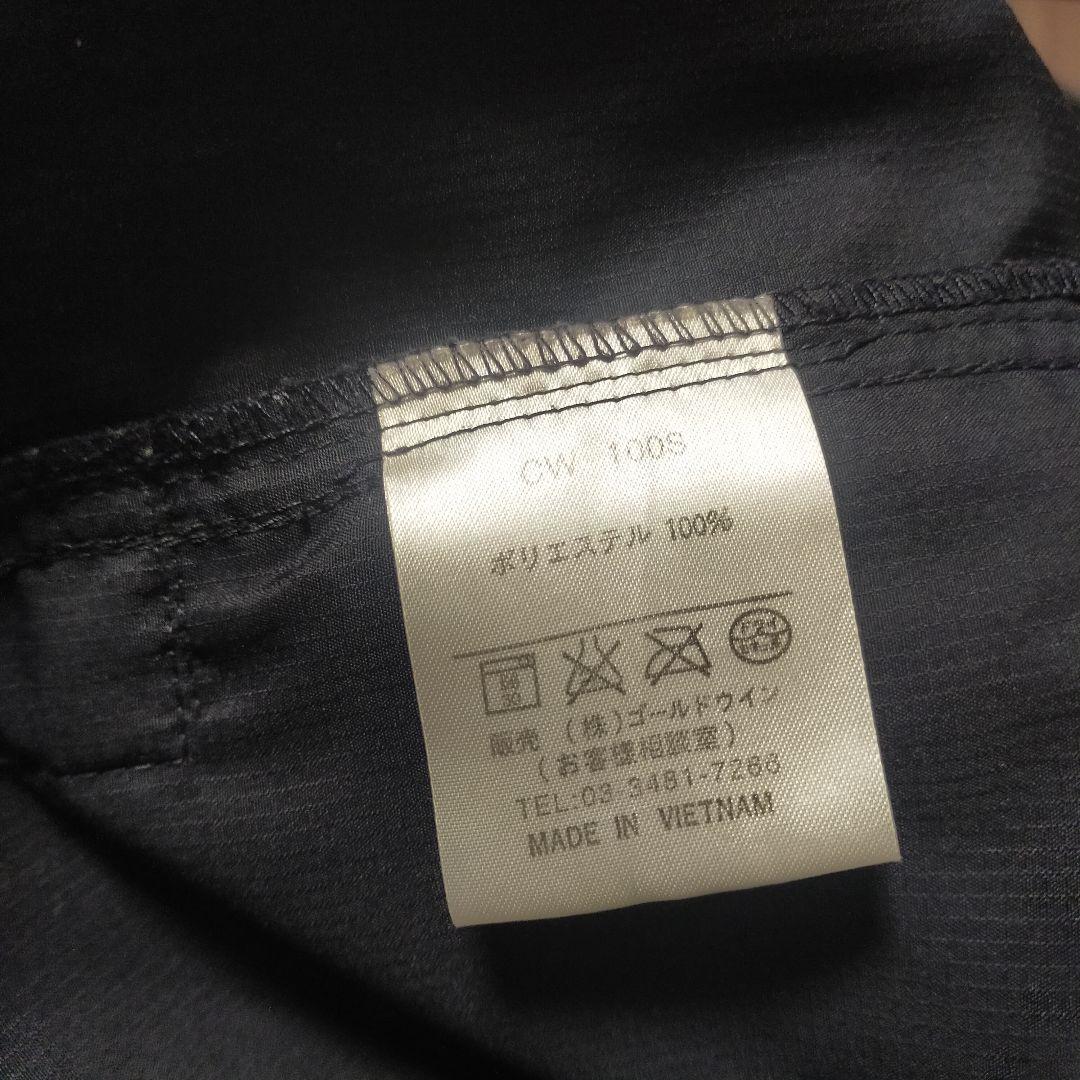 CW 100S
ポリエステル 100%
販売 (株)ゴールドウイン
(お客様相談室)
TEL.03-3481-7268
MADE IN VIETNAM